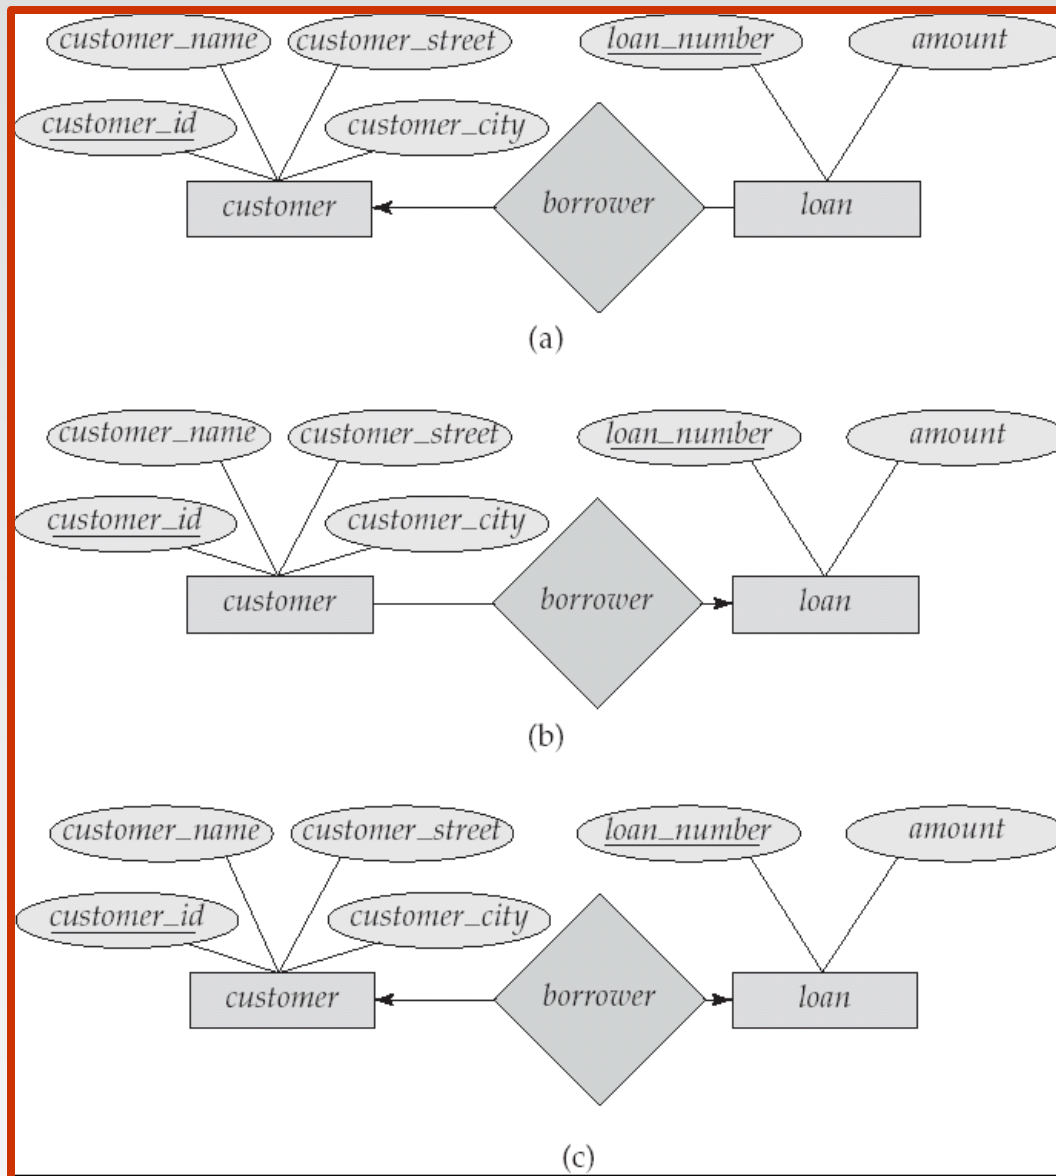 customer_name customer_street loan_number amount
customer_id customer_city
customer borrower loan
(a)
customer_name customer_street loan_number amount
customer_id customer_city
customer borrower loan
(b)
customer_name customer_street loan_number amount
customer_id customer_city
customer borrower loan
(c)